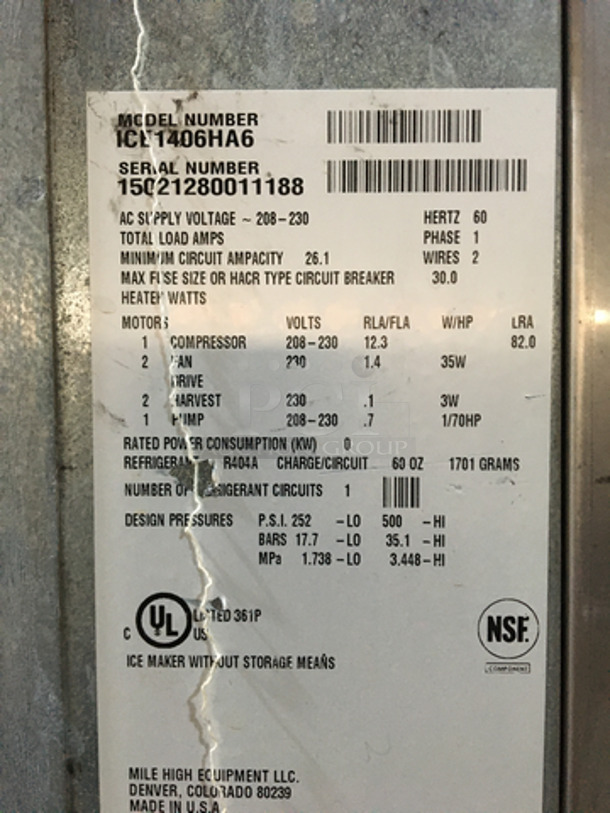 MODEL NUMBER
ICE1406HA6
SERIAL NUMBER
15021280011188
AC SUPPLY VOLTAGE ~ 208-230 HERTZ 60
TOTAL LOAD AMPS PHASE 1
MINIMUM CIRCUIT AMPACITY 26.1 WIRES 2
MAX FUSE SIZE OR HACR TYPE CIRCUIT BREAKER 30.0
HEATER WATTS
MOTORS VOLTS RLA/FLA W/HP LRA
1 COMPRESSOR 208-230 12.3 82.0
2 FAN 230 1.4 35W
DRIVE
2 HARVEST 230 .1 3W
1 PUMP 208-230 .7 1/70HP
RATED POWER CONSUMPTION (KW) 0
GROUP
REFRIGERANT R404A CHARGE/CIRCUIT 60 OZ 1701 GRAMS
NUMBER OF REFRIGERANT CIRCUITS 1
DESIGN PRESSURES P.S.I. 252 -LO 500 -HI
BARS 17.7 -LO 35.1 -HI
MPa 1.738-LO 3.448-HI
C UL US LISTED 361P
NSF.
COMPONENT
ICE MAKER WITHOUT STORAGE MEANS
MILE HIGH EQUIPMENT LLC.
DENVER, COLORADO 80239
MADE IN U.S.A.